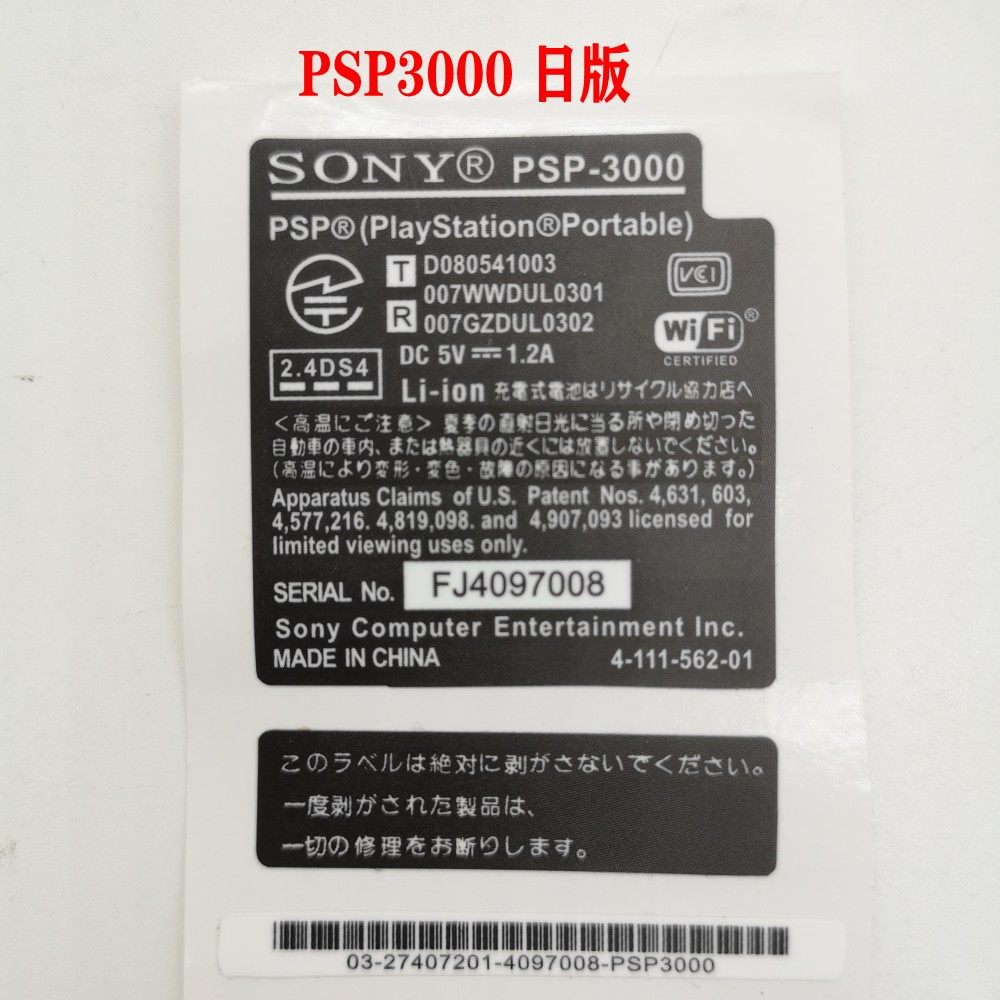 PSP3000 日版
SONY® PSP-3000
PSP®(PlayStation®Portable)
T D080541003
007WWDUL0301
R 007GZDUL0302
VCI
Wi Fi®
CERTIFIED
DC 5V⎓1.2A
2.4DS4
Li-ion 充電式電池はリサイクル協力店へ
<高温にご注意> 夏季の直射日光に当る所や閉め切った
自動車の車内、または熱器具の近くには放置しないでください。
(高温により変形・変色・故障の原因になる事があります。)
Apparatus Claims of U.S. Patent Nos. 4,631, 603,
4,577,216. 4,819,098. and 4,907,093 licensed for
limited viewing uses only.
SERIAL No. FJ4097008
Sony Computer Entertainment Inc.
MADE IN CHINA 4-111-562-01
このラベルは絶対に剥がさないでください。
一度剥がされた製品は、
一切の修理をお断りします。
03-27407201-4097008-PSP3000